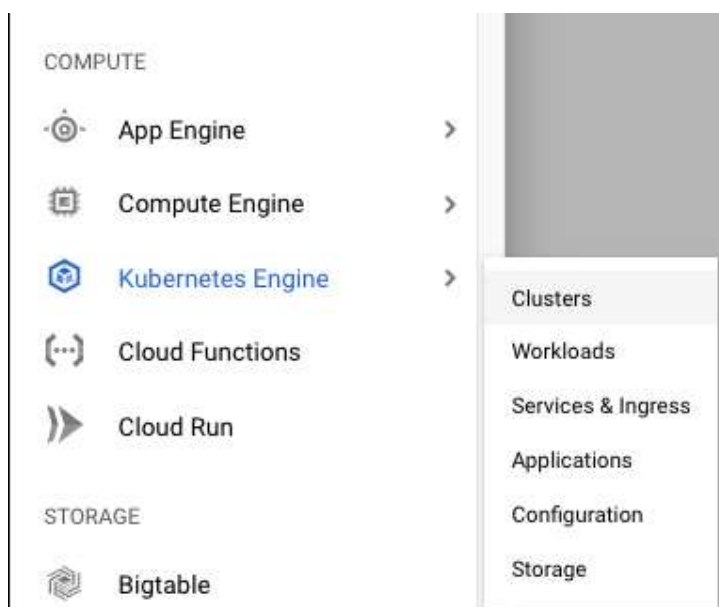 COMPUTE
App Engine
Compute Engine
Kubernetes Engine
Cloud Functions
Cloud Run
STORAGE
Bigtable
Clusters
Workloads
Services & Ingress
Applications
Configuration
Storage